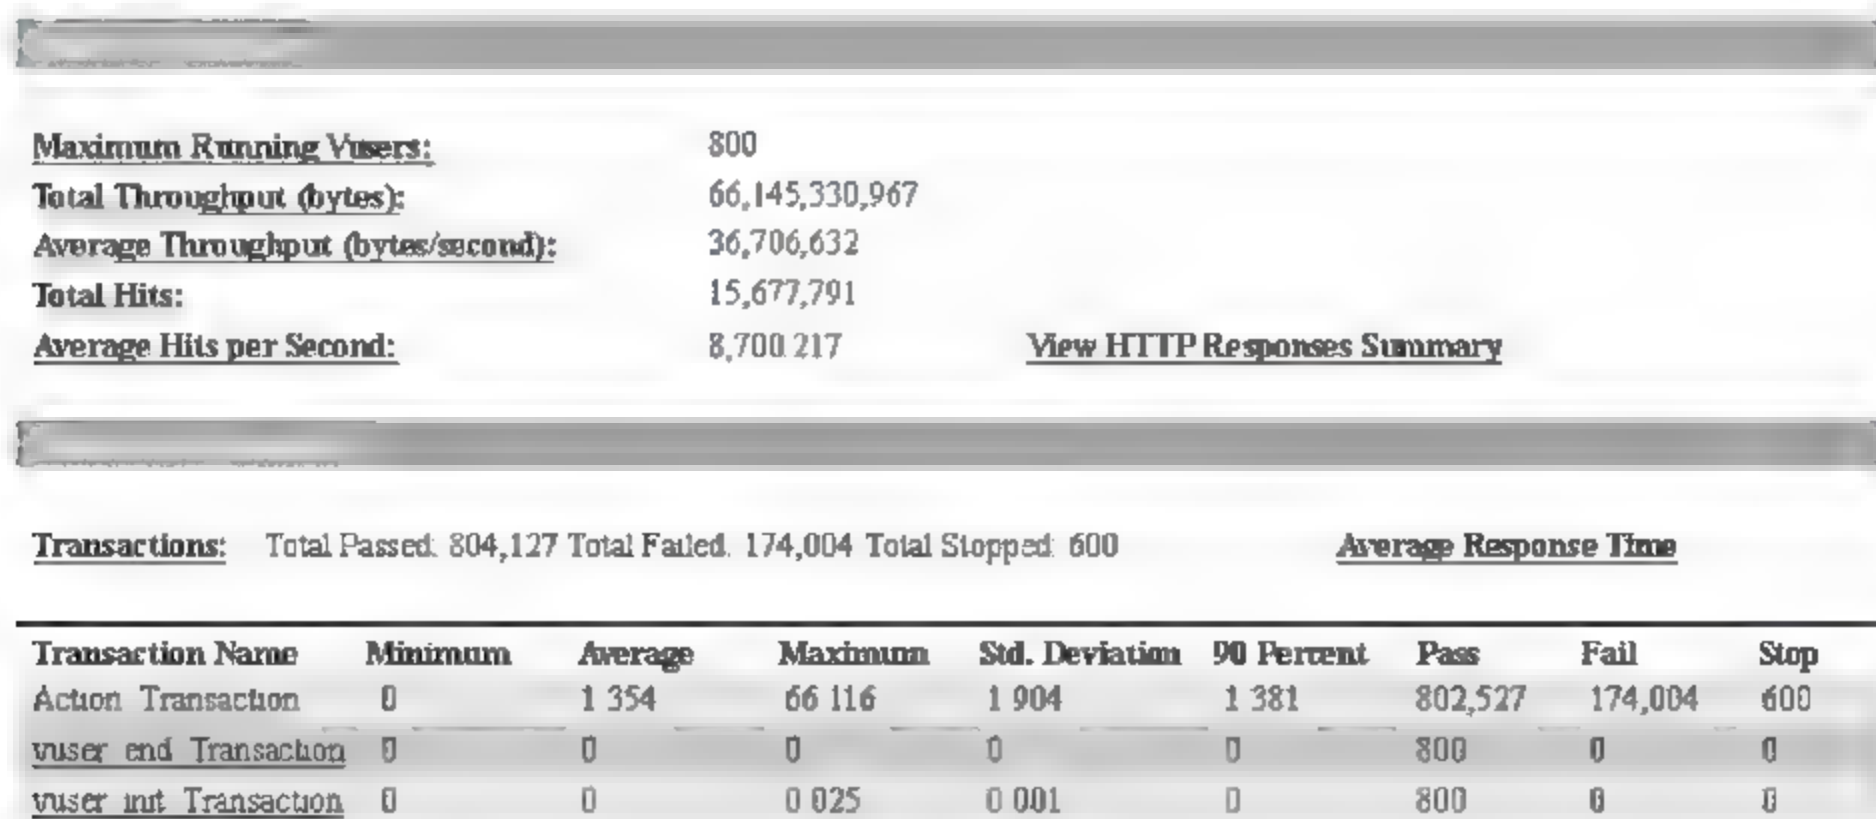 Maximum Running Vusers: 800
Total Throughput (bytes): 66,145,330,967
Average Throughput (bytes/second): 36,706,632
Total Hits: 15,677,791
Average Hits per Second: 8,700.217 View HTTP Responses Summary
Transactions: Total Passed: 804,127 Total Failed: 174,004 Total Stopped: 600 Average Response Time
Transaction Name Minimum Average Maximum Std. Deviation 90 Percent Pass Fail Stop
Action_Transaction 0 1.354 66.116 1.904 1.381 802,527 174,004 600
vuser_end_Transaction 0 0 0 0 0 800 0 0
vuser_init_Transaction 0 0 0.025 0.001 0 800 0 0